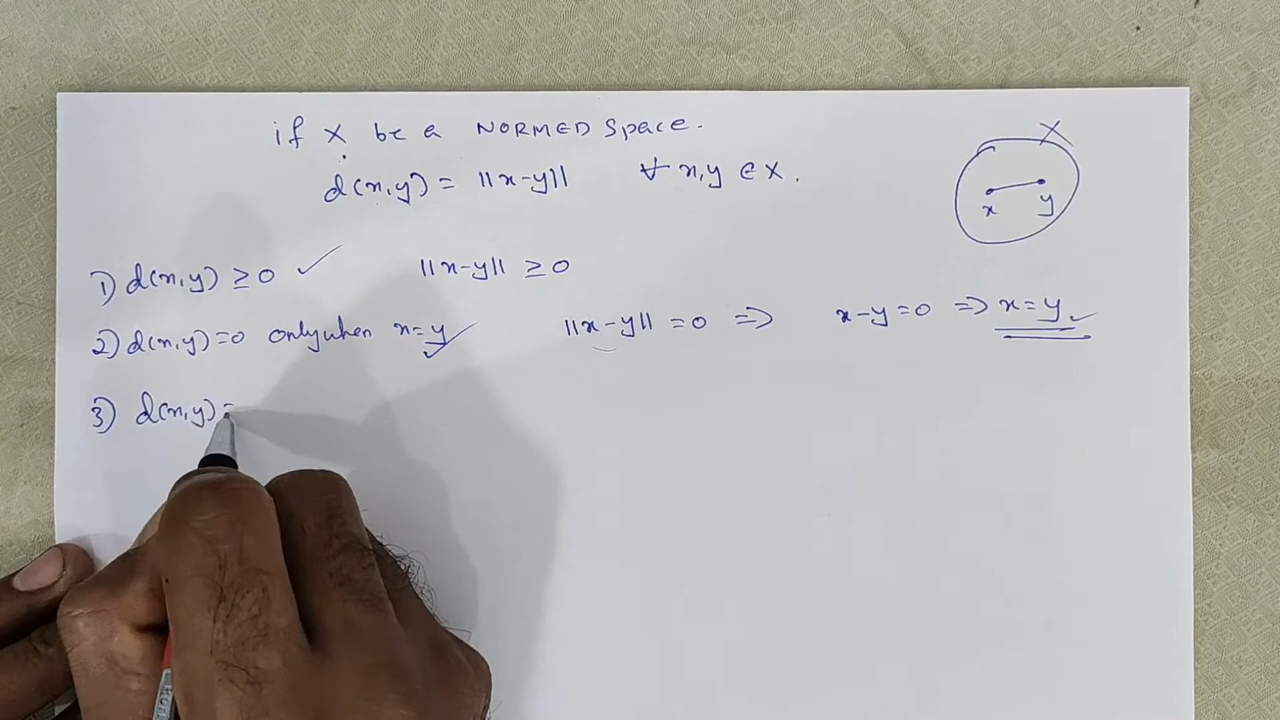 if X be a NORMED Space.
d(x,y) = ||x-y|| ∀ x,y ∈ X.
X
x y
1) d(x,y) ≥ 0 ✓ ||x-y|| ≥ 0
2) d(x,y)=0 only when x=y ✓ ||x-y|| =0 => x-y=0 => x=y ✓
3) d(x,y)=